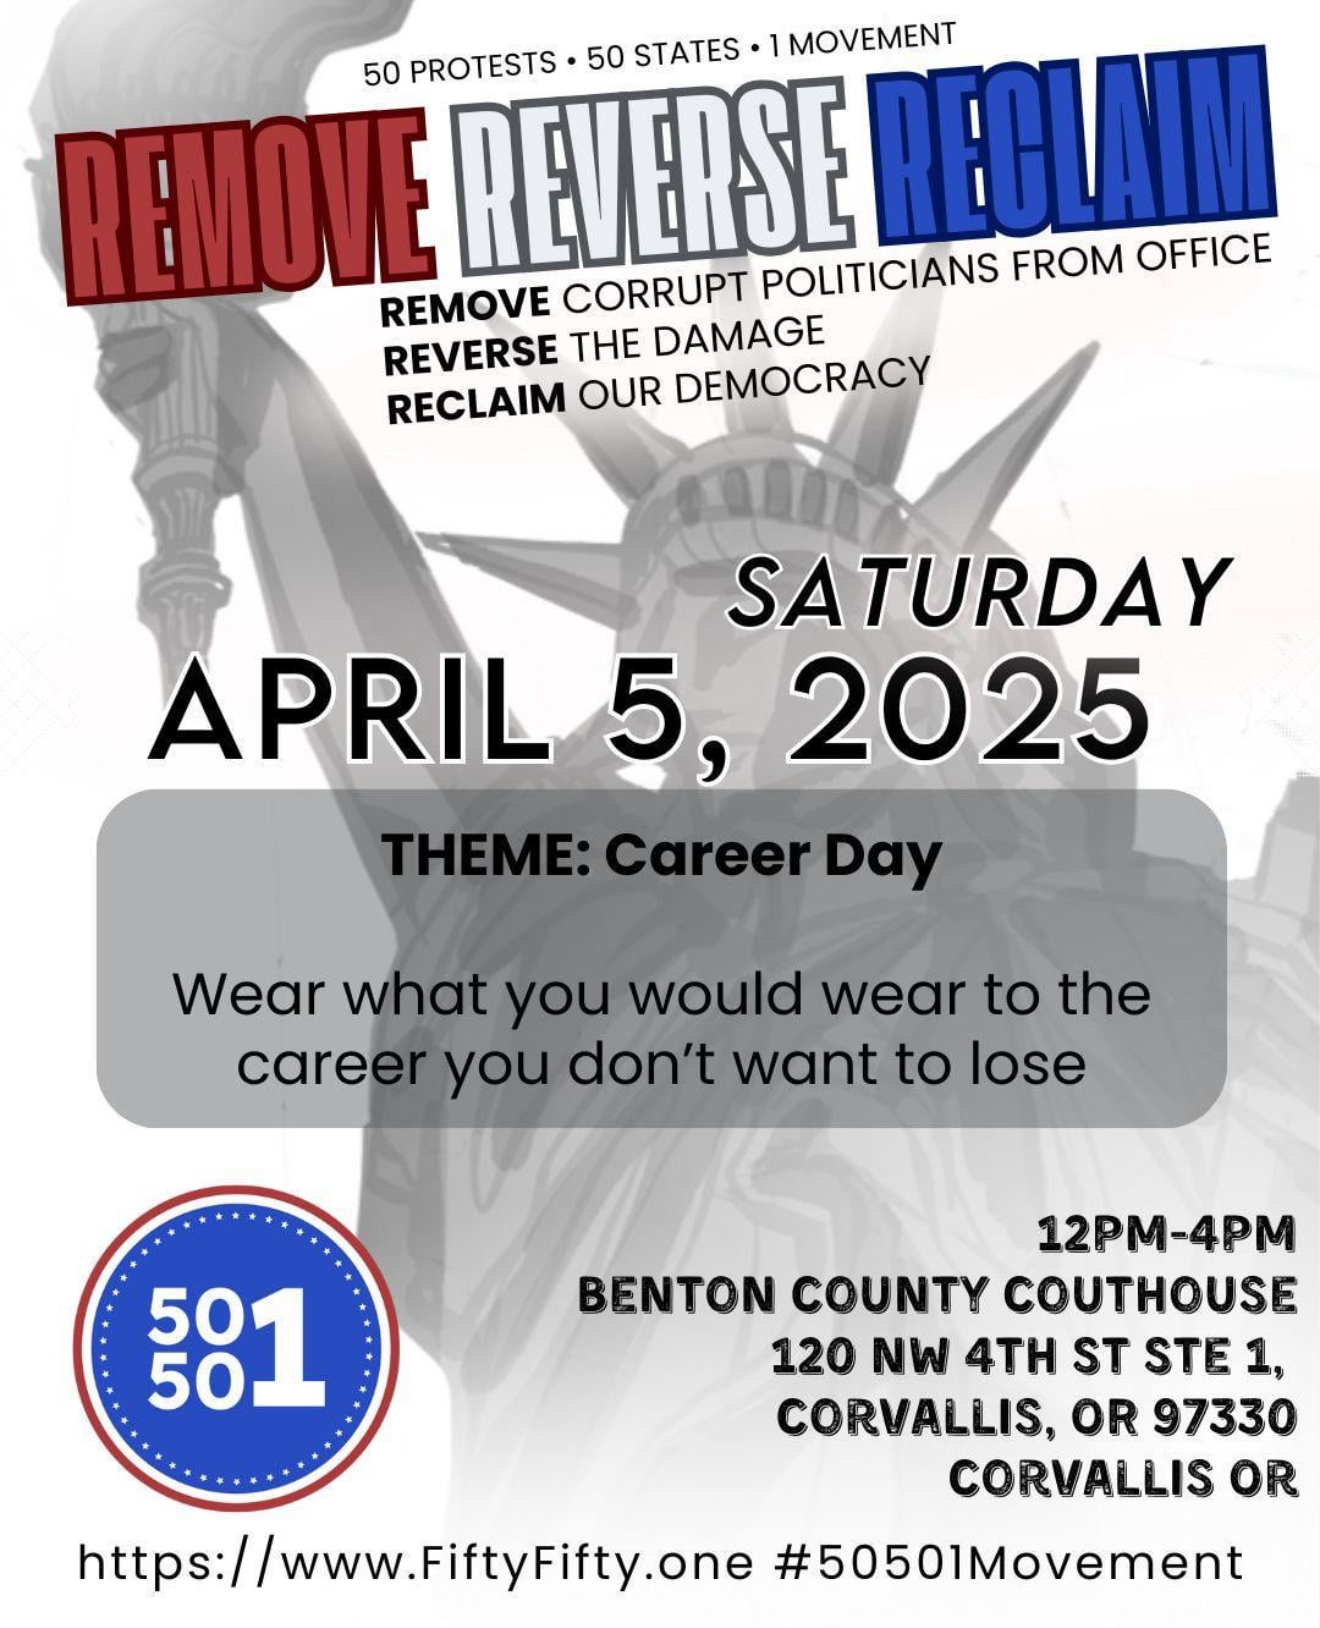 50 PROTESTS • 50 STATES • 1 MOVEMENT
REMOVE REVERSE RECLAIM
REMOVE CORRUPT POLITICIANS FROM OFFICE
REVERSE THE DAMAGE
RECLAIM OUR DEMOCRACY
SATURDAY
APRIL 5, 2025
THEME: Career Day
Wear what you would wear to the
career you don't want to lose
50
50
1
12PM-4PM
BENTON COUNTY COUTHOUSE
120 NW 4TH ST STE 1,
CORVALLIS, OR 97330
CORVALLIS OR
https://www.FiftyFifty.one #50501Movement